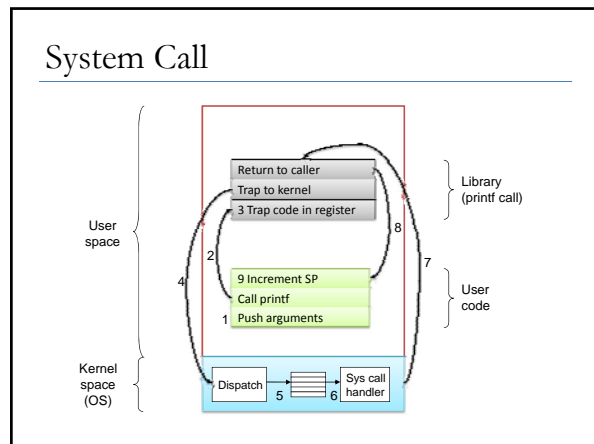 System Call
Return to caller
Trap to kernel
3 Trap code in register
Library
(printf call)
User
space
4
2
8
7
9 Increment SP
Call printf
1 Push arguments
User
code
Kernel
space
(OS)
Dispatch
5
6
Sys call
handler